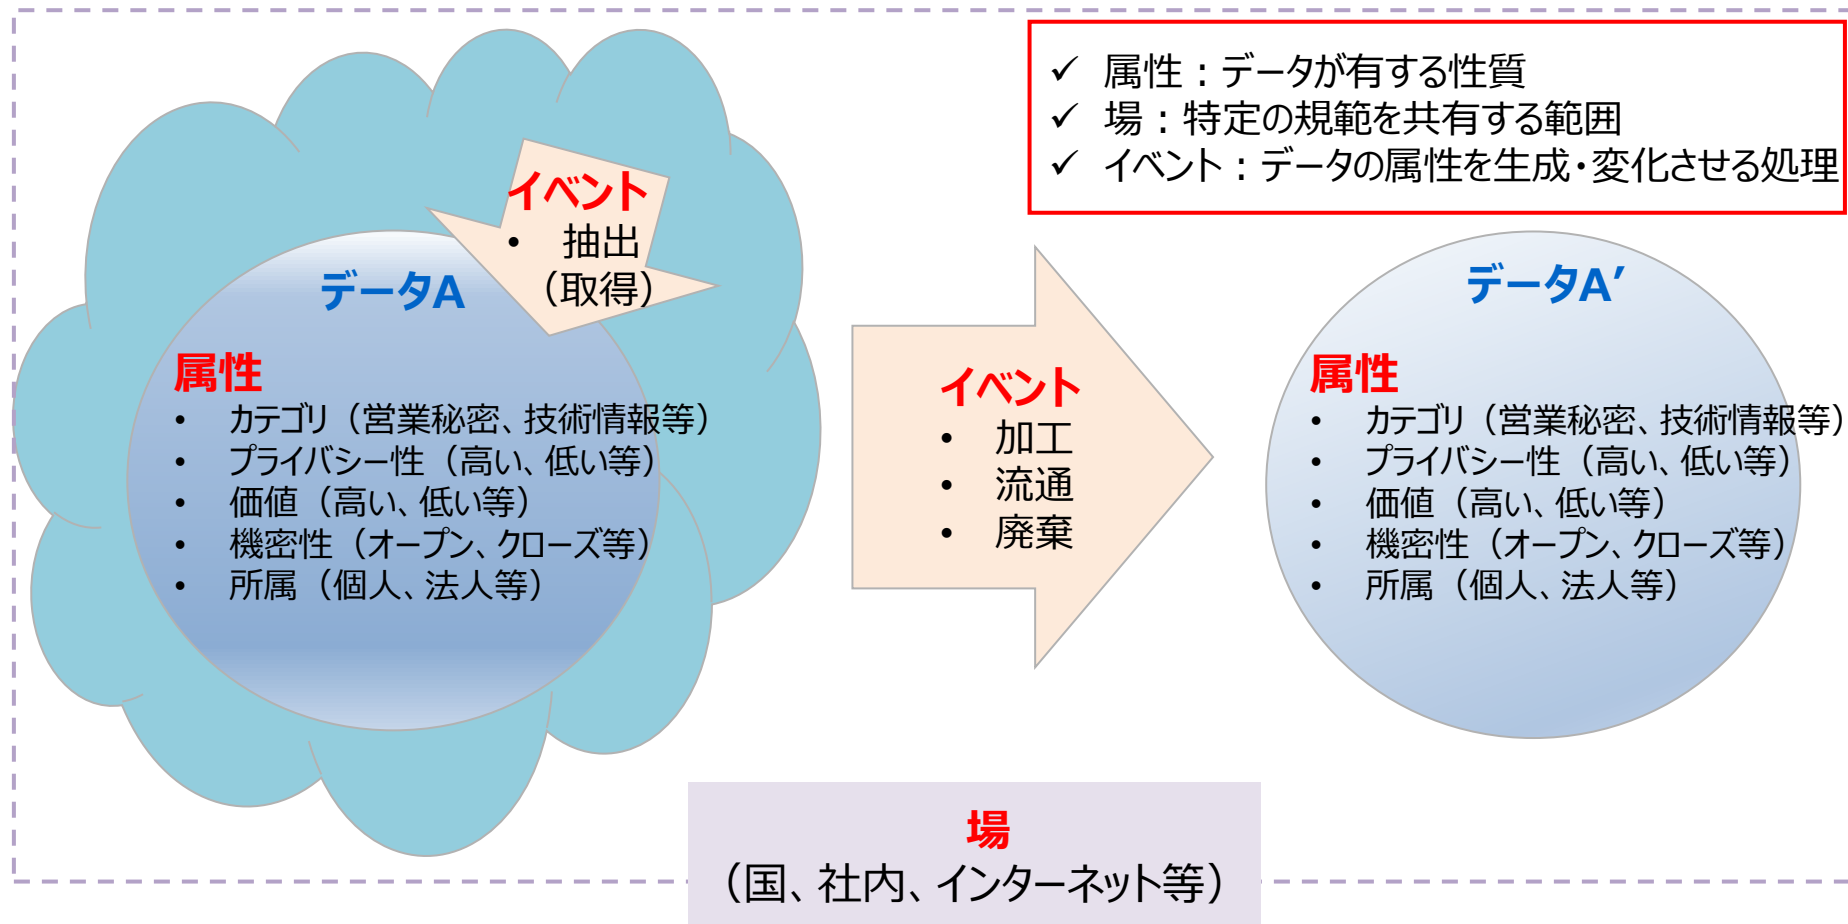 ✓ 属性：データが有する性質
✓ 場：特定の規範を共有する範囲
✓ イベント：データの属性を生成・変化させる処理
イベント
• 抽出
（取得）
データA
属性
• カテゴリ（営業秘密、技術情報等）
• プライバシー性（高い、低い等）
• 価値（高い、低い等）
• 機密性（オープン、クローズ等）
• 所属（個人、法人等）
イベント
• 加工
• 流通
• 廃棄
データA′
属性
• カテゴリ（営業秘密、技術情報等）
• プライバシー性（高い、低い等）
• 価値（高い、低い等）
• 機密性（オープン、クローズ等）
• 所属（個人、法人等）
場
（国、社内、インターネット等）